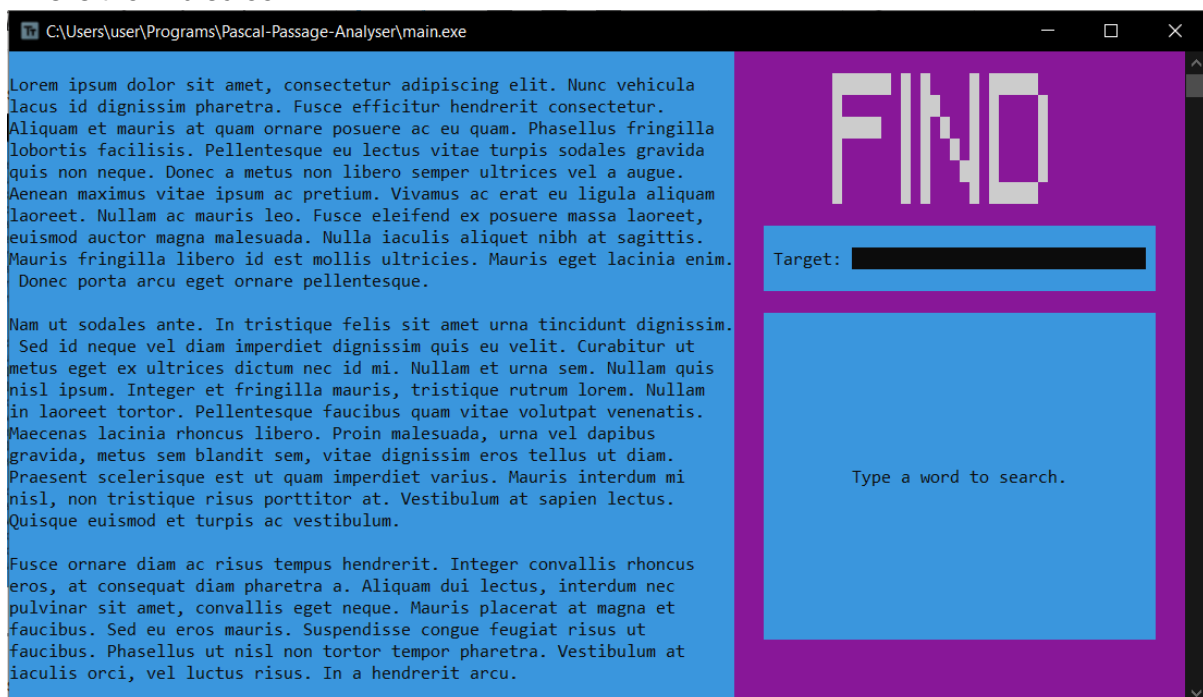 C:\Users\user\Programs\Pascal-Passage-Analyser\main.exe
Lorem ipsum dolor sit amet, consectetur adipiscing elit. Nunc vehicula
lacus id dignissim pharetra. Fusce efficitur hendrerit consectetur.
Aliquam et mauris at quam ornare posuere ac eu quam. Phasellus fringilla
lobortis facilisis. Pellentesque eu lectus vitae turpis sodales gravida
quis non neque. Donec a metus non libero semper ultrices vel a augue.
Aenean maximus vitae ipsum ac pretium. Vivamus ac erat eu ligula aliquam
laoreet. Nullam ac mauris leo. Fusce eleifend ex posuere massa laoreet,
euismod auctor magna malesuada. Nulla iaculis aliquet nibh at sagittis.
Mauris fringilla libero id est mollis ultricies. Mauris eget lacinia enim.
Donec porta arcu eget ornare pellentesque.
Nam ut sodales ante. In tristique felis sit amet urna tincidunt dignissim.
Sed id neque vel diam imperdiet dignissim quis eu velit. Curabitur ut
metus eget ex ultrices dictum nec id mi. Nullam et urna sem. Nullam quis
nisl ipsum. Integer et fringilla mauris, tristique rutrum lorem. Nullam
in laoreet tortor. Pellentesque faucibus quam vitae volutpat venenatis.
Maecenas lacinia rhoncus libero. Proin malesuada, urna vel dapibus
gravida, metus sem blandit sem, vitae dignissim eros tellus ut diam.
Praesent scelerisque est ut quam imperdiet varius. Mauris interdum mi
nisl, non tristique risus porttitor at. Vestibulum at sapien lectus.
Quisque euismod et turpis ac vestibulum.
Fusce ornare diam ac risus tempus hendrerit. Integer convallis rhoncus
eros, at consequat diam pharetra a. Aliquam dui lectus, interdum nec
pulvinar sit amet, convallis eget neque. Mauris placerat at magna et
faucibus. Sed eu eros mauris. Suspendisse congue feugiat risus ut
faucibus. Phasellus ut nisl non tortor tempor pharetra. Vestibulum at
iaculis orci, vel luctus risus. In a hendrerit arcu.
FIND
Target:
Type a word to search.